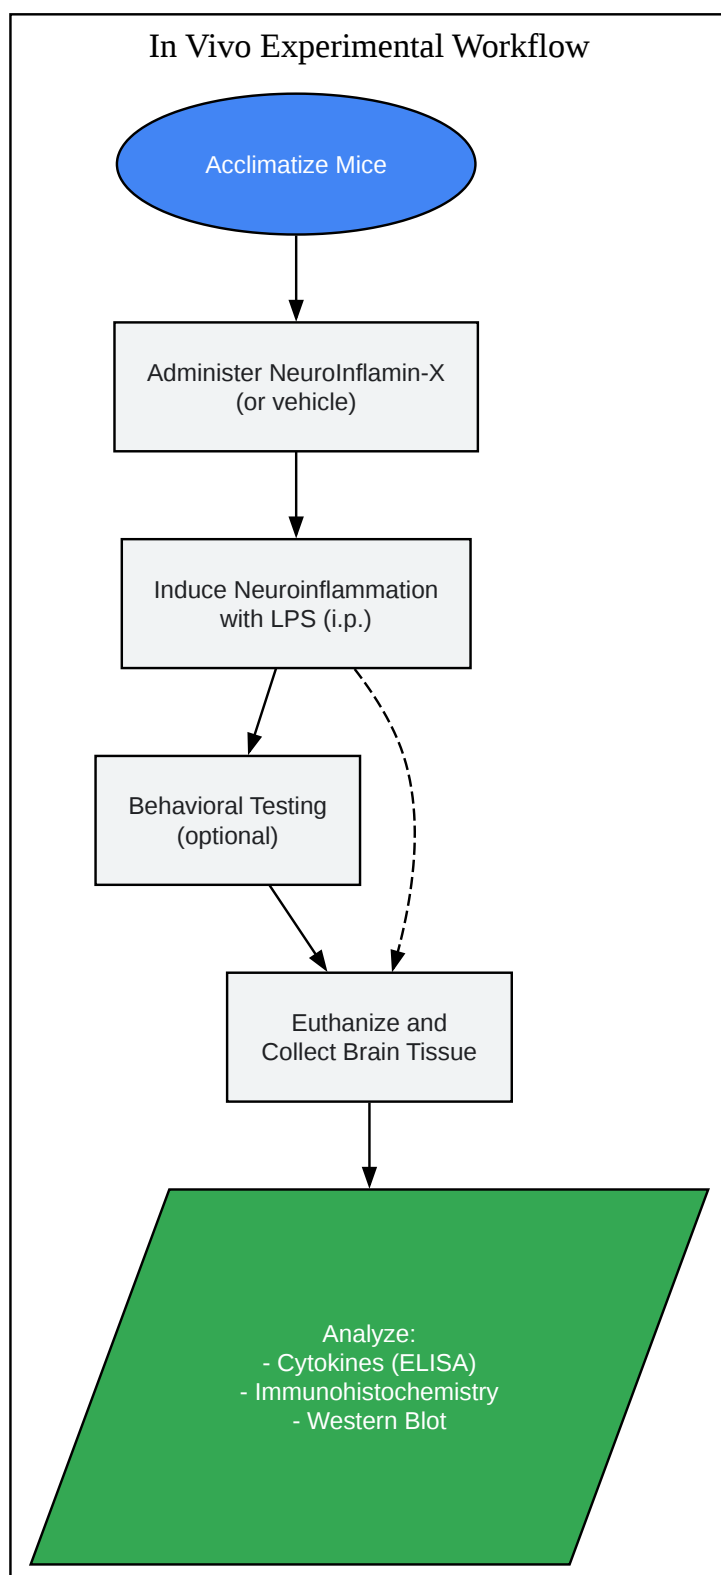 In Vivo Experimental Workflow
Acclimatize Mice
Administer NeuroInflamin-X
(or vehicle)
Induce Neuroinflammation
with LPS (i.p.)
Behavioral Testing
(optional)
Euthanize and
Collect Brain Tissue
Analyze:
- Cytokines (ELISA)
- Immunohistochemistry
- Western Blot